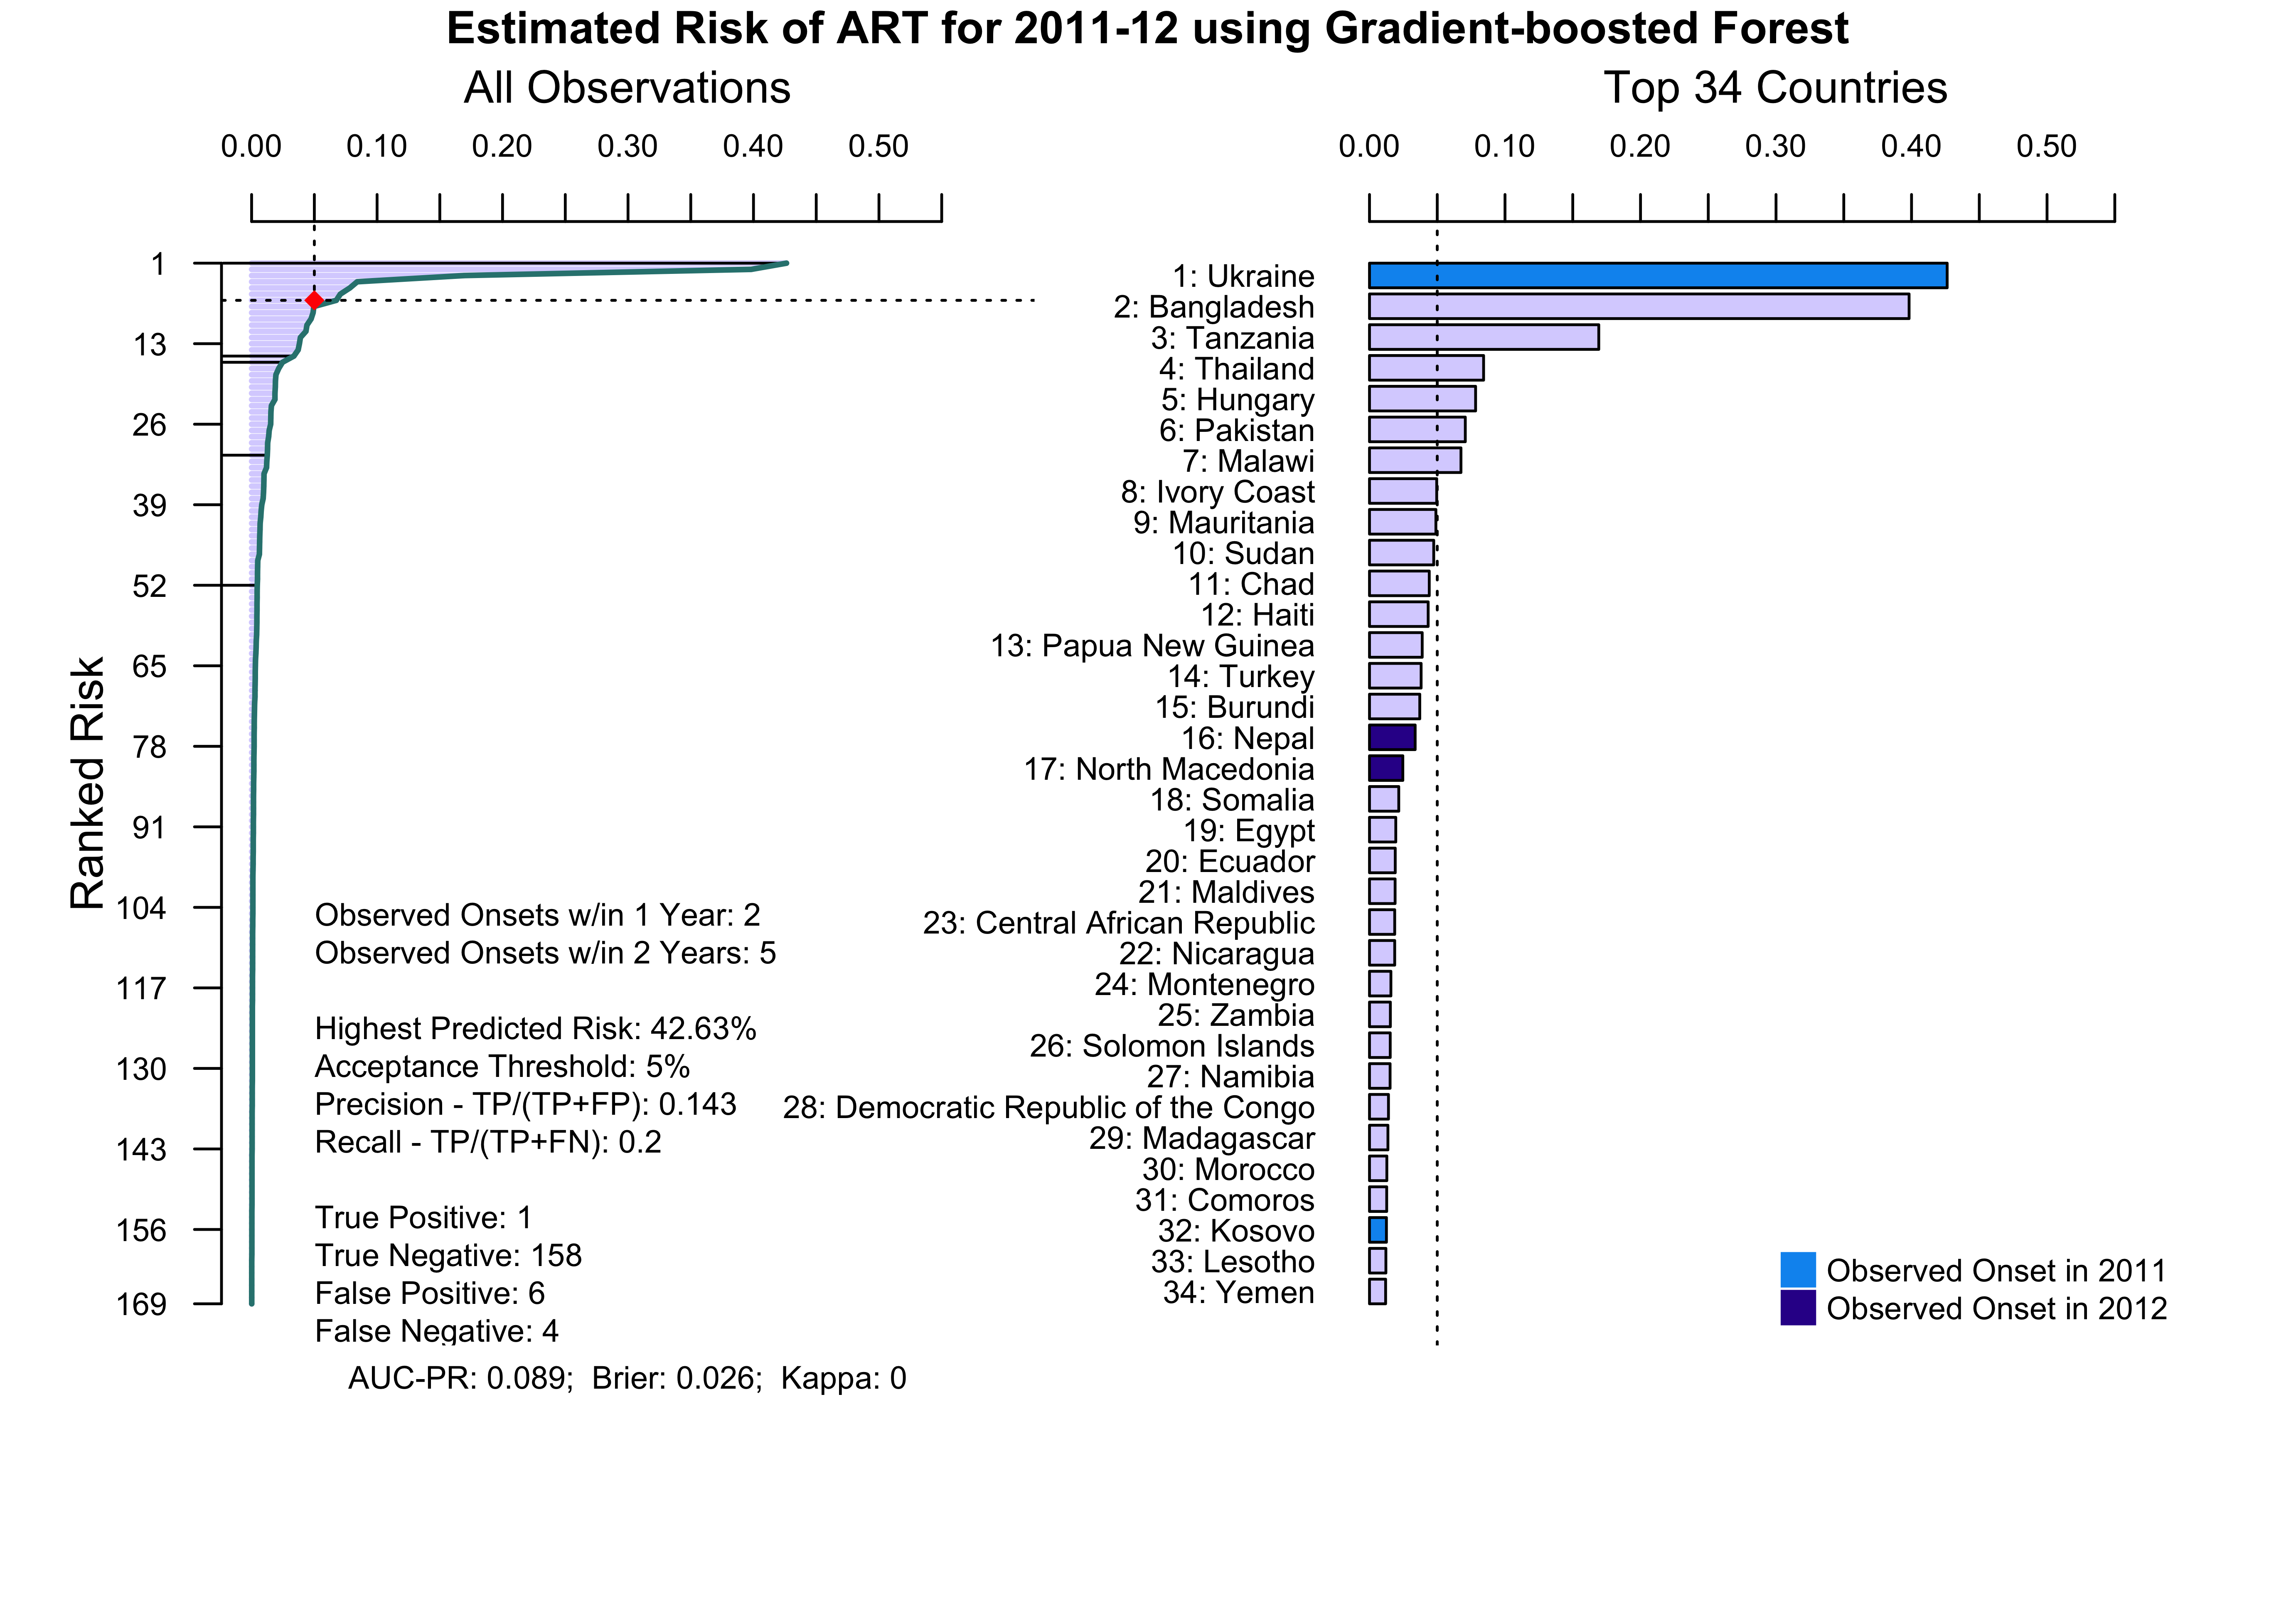 Estimated Risk of ART for 2011-12 using Gradient-boosted Forest
All Observations
0.00 0.10 0.20 0.30 0.40 0.50
Ranked Risk
1
13
26
39
52
65
78
91
104
117
130
143
156
169
Observed Onsets w/in 1 Year: 2
Observed Onsets w/in 2 Years: 5
Highest Predicted Risk: 42.63%
Acceptance Threshold: 5%
Precision - TP/(TP+FP): 0.143
Recall - TP/(TP+FN): 0.2
True Positive: 1
True Negative: 158
False Positive: 6
False Negative: 4
AUC-PR: 0.089; Brier: 0.026; Kappa: 0
Top 34 Countries
0.00 0.10 0.20 0.30 0.40 0.50
1: Ukraine
2: Bangladesh
3: Tanzania
4: Thailand
5: Hungary
6: Pakistan
7: Malawi
8: Ivory Coast
9: Mauritania
10: Sudan
11: Chad
12: Haiti
13: Papua New Guinea
14: Turkey
15: Burundi
16: Nepal
17: North Macedonia
18: Somalia
19: Egypt
20: Ecuador
21: Maldives
23: Central African Republic
22: Nicaragua
24: Montenegro
25: Zambia
26: Solomon Islands
27: Namibia
28: Democratic Republic of the Congo
29: Madagascar
30: Morocco
31: Comoros
32: Kosovo
33: Lesotho
34: Yemen
Observed Onset in 2011
Observed Onset in 2012